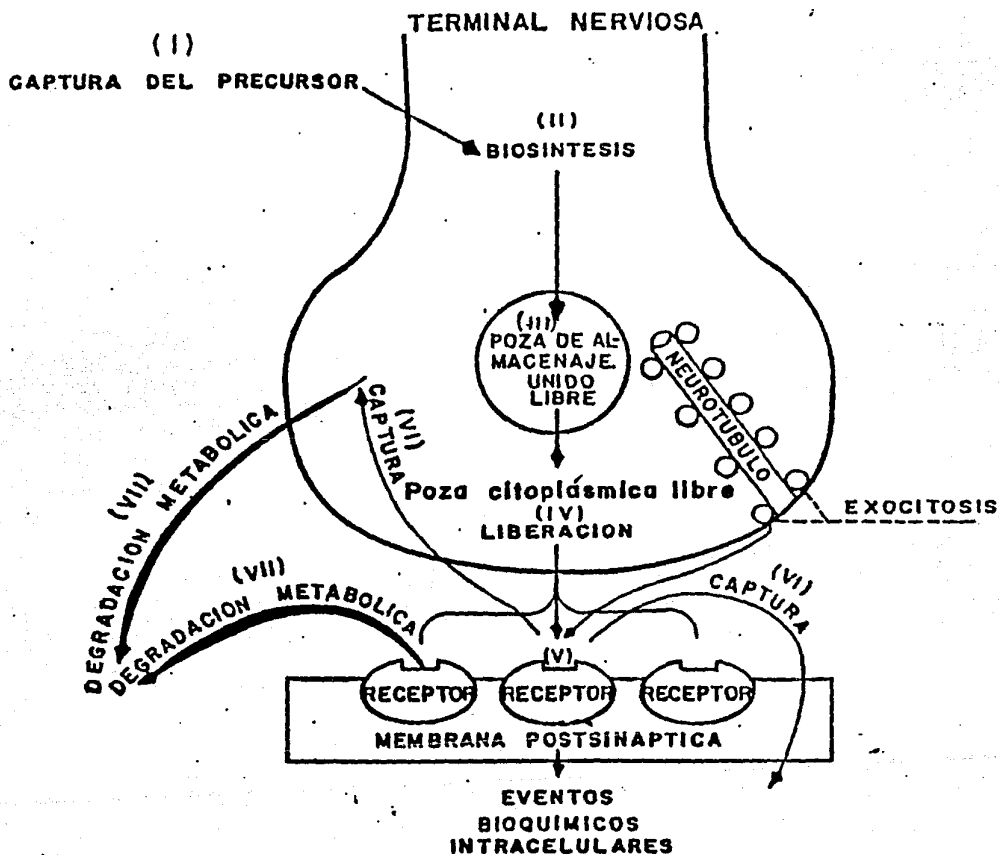 TERMINAL NERVIOSA
(I)
CAPTURA DEL PRECURSOR
(II)
BIOSINTESIS
(III)
POZA DE AL-
MACENAJE.
UNIDO
LIBRE
NEUROTUBULO
(VI)
CAPTURA
(VII)
DEGRADACION METABOLICA
Poza citoplásmica libre
(IV)
LIBERACION
EXOCITOSIS
(VII)
DEGRADACION METABOLICA
(VI)
CAPTURA
(V)
RECEPTOR RECEPTOR RECEPTOR
MEMBRANA POSTSINAPTICA
EVENTOS
BIOQUÍMICOS
INTRACELULARES